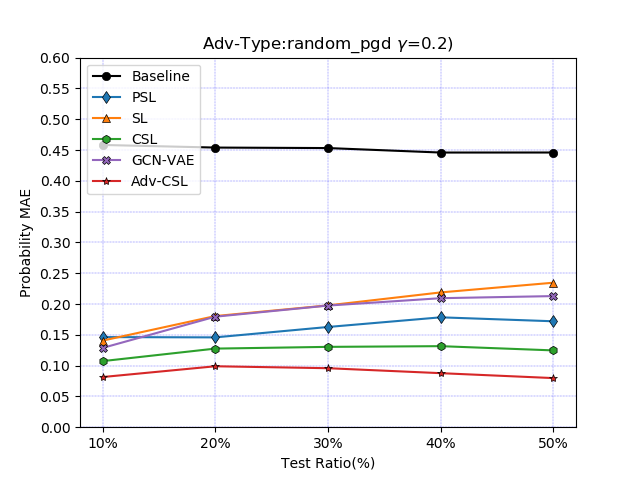 Adv-Type:random_pgd γ=0.2)
Probability MAE
0.60
0.55
0.50
0.45
0.40
0.35
0.30
0.25
0.20
0.15
0.10
0.05
0.00
Baseline
PSL
SL
CSL
GCN-VAE
Adv-CSL
10% 20% 30% 40% 50%
Test Ratio(%)